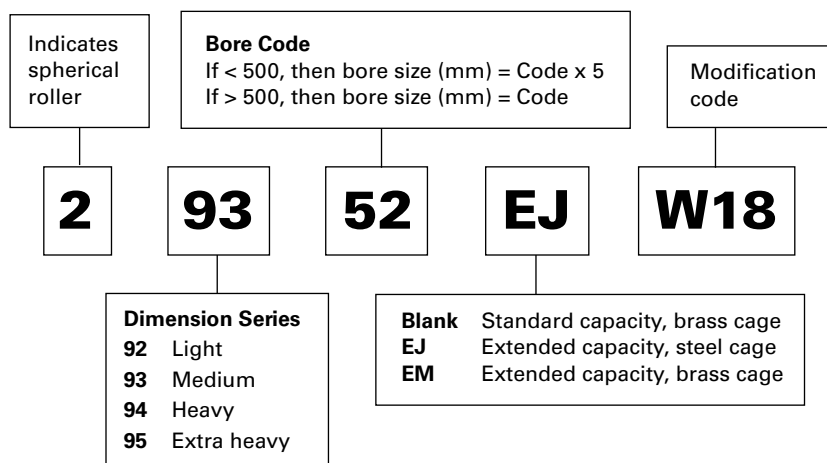 Indicates
spherical
roller
Bore Code
If < 500, then bore size (mm) = Code x 5
If > 500, then bore size (mm) = Code
Modification
code
2 93 52 EJ W18
Dimension Series
92 Light
93 Medium
94 Heavy
95 Extra heavy
Blank Standard capacity, brass cage
EJ Extended capacity, steel cage
EM Extended capacity, brass cage